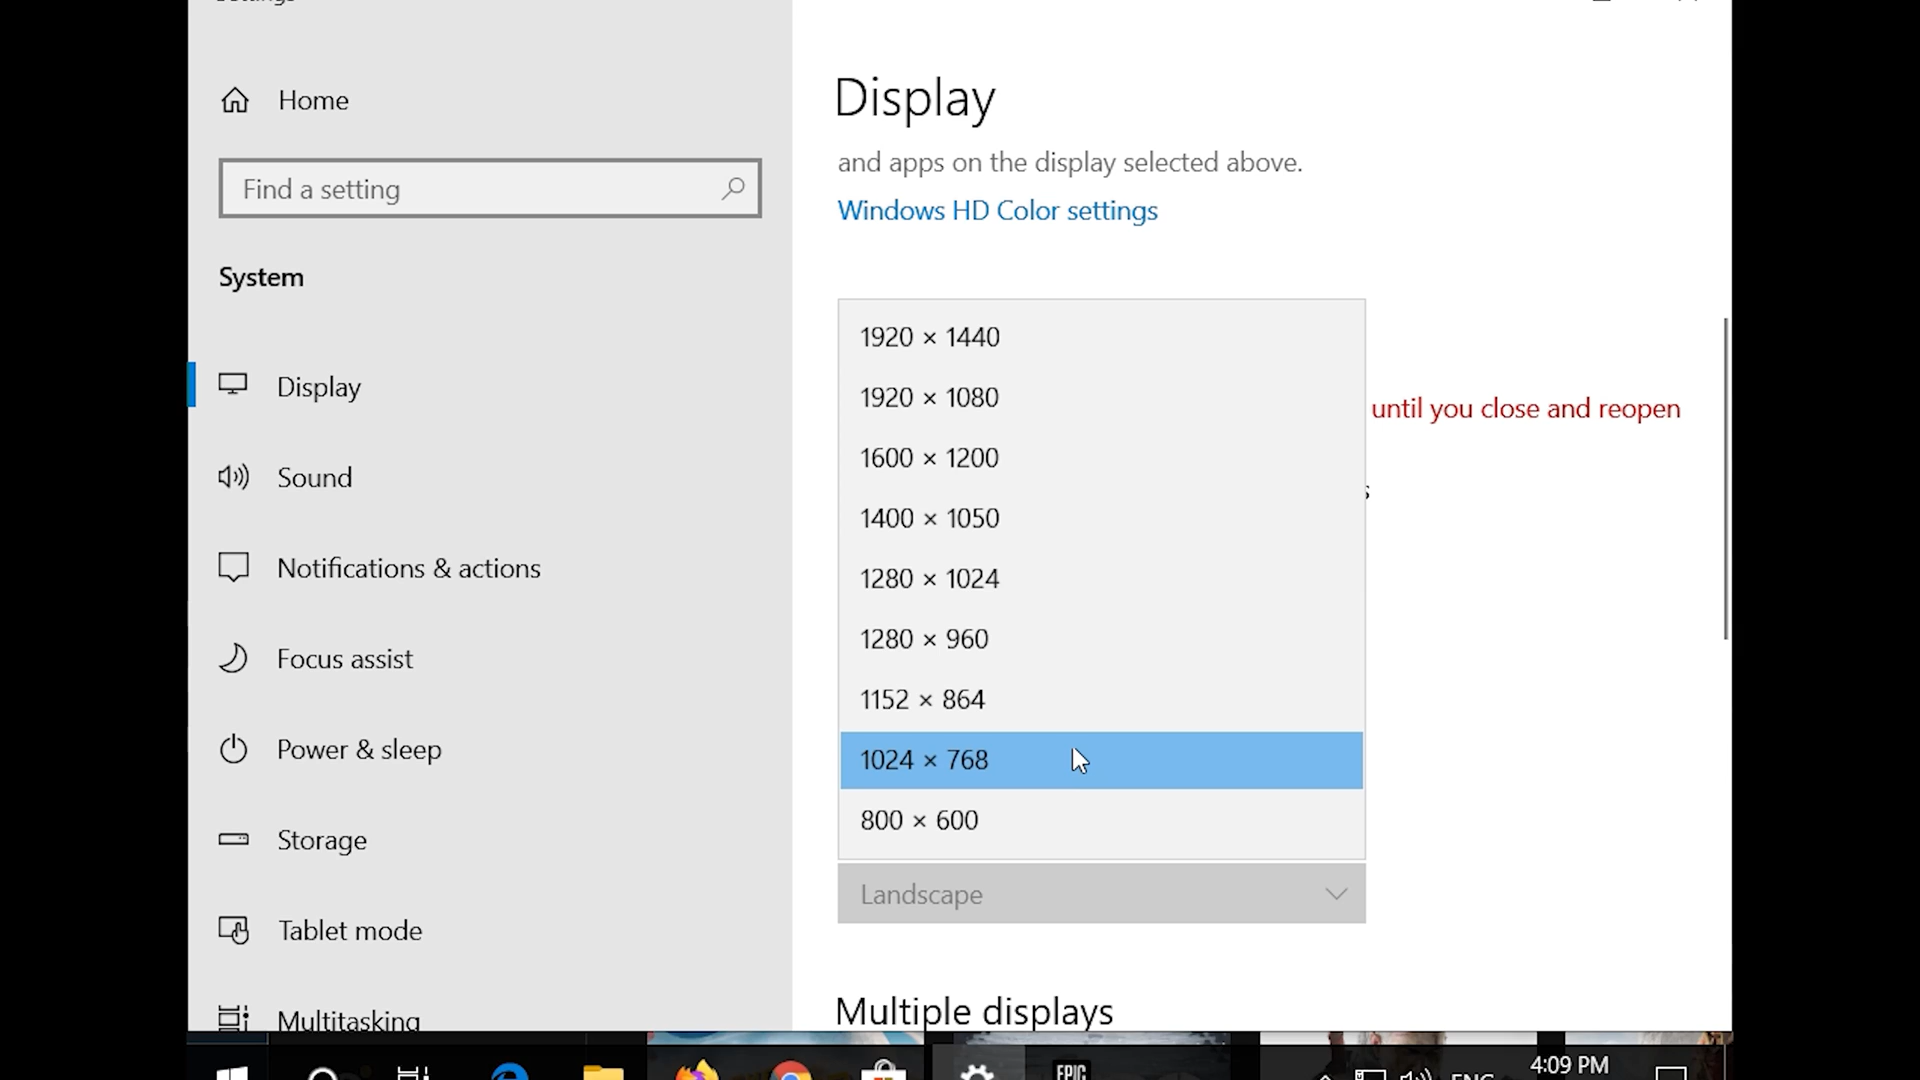 Home
Find a setting
System
Display
Sound
Notifications & actions
Focus assist
Power & sleep
Storage
Tablet mode
Multitasking
Display
and apps on the display selected above.
Windows HD Color settings
1920 × 1440
1920 × 1080
until you close and reopen
1600 × 1200
1400 × 1050
1280 × 1024
1280 × 960
1152 × 864
1024 × 768
800 × 600
Landscape
Multiple displays
EPIC
ENG
4:09 PM